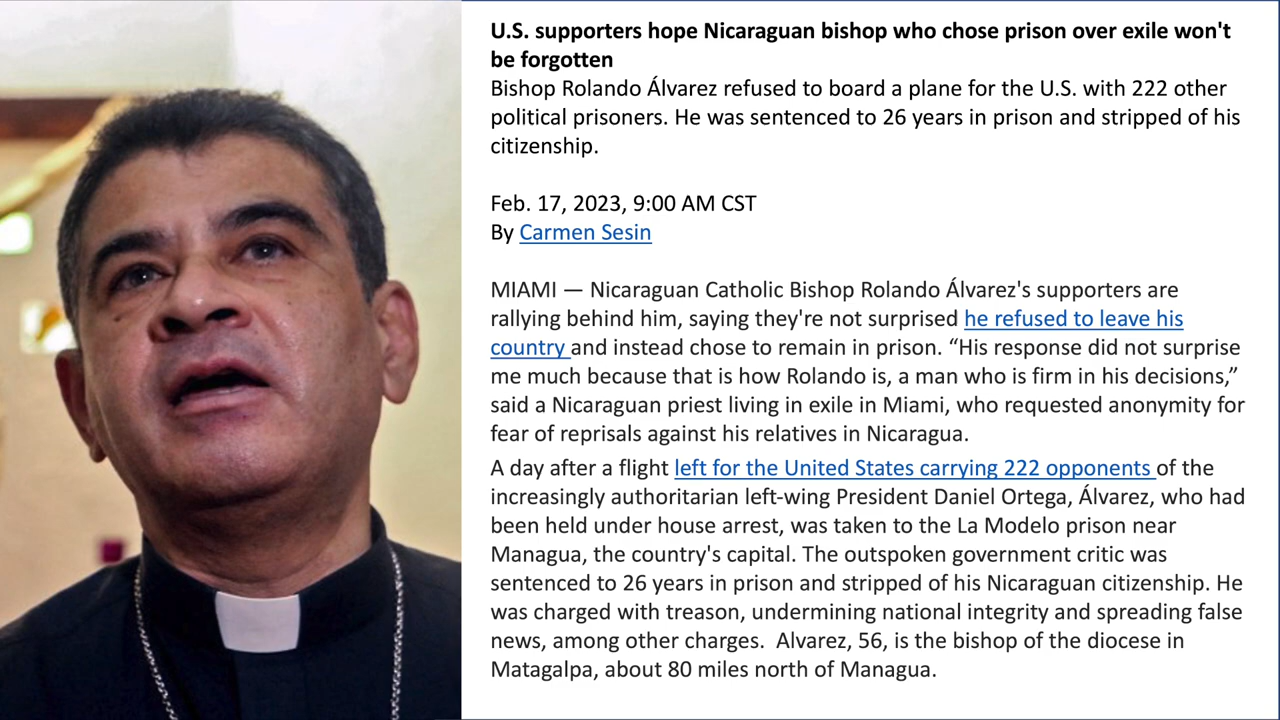 U.S. supporters hope Nicaraguan bishop who chose prison over exile won't
be forgotten
Bishop Rolando Álvarez refused to board a plane for the U.S. with 222 other
political prisoners. He was sentenced to 26 years in prison and stripped of his
citizenship.
Feb. 17, 2023, 9:00 AM CST
By Carmen Sesin
MIAMI — Nicaraguan Catholic Bishop Rolando Álvarez's supporters are
rallying behind him, saying they're not surprised he refused to leave his
country and instead chose to remain in prison. “His response did not surprise
me much because that is how Rolando is, a man who is firm in his decisions,”
said a Nicaraguan priest living in exile in Miami, who requested anonymity for
fear of reprisals against his relatives in Nicaragua.
A day after a flight left for the United States carrying 222 opponents of the
increasingly authoritarian left-wing President Daniel Ortega, Álvarez, who had
been held under house arrest, was taken to the La Modelo prison near
Managua, the country's capital. The outspoken government critic was
sentenced to 26 years in prison and stripped of his Nicaraguan citizenship. He
was charged with treason, undermining national integrity and spreading false
news, among other charges.  Alvarez, 56, is the bishop of the diocese in
Matagalpa, about 80 miles north of Managua.